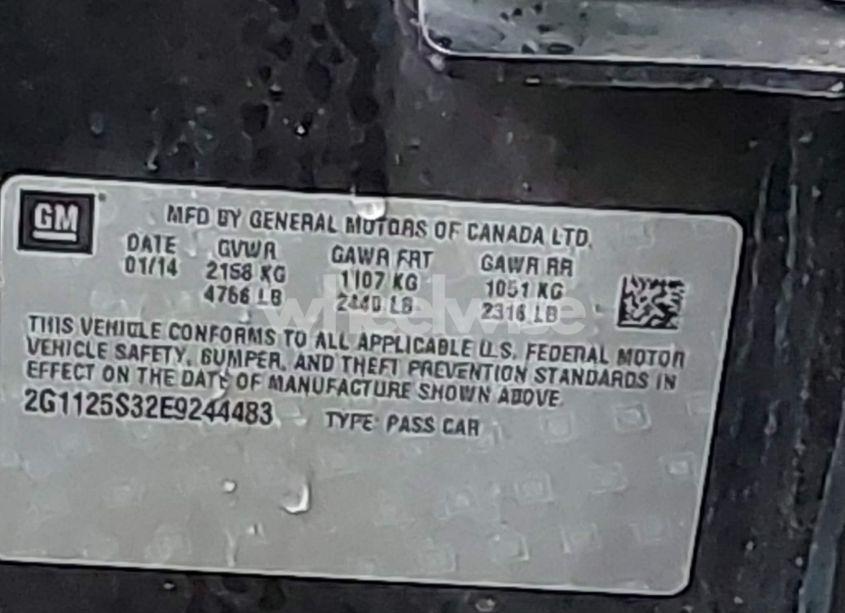 GM
MFD BY GENERAL MOTORS OF CANADA LTD.
DATE GVWR GAWR FRT GAWR RR
01/14 2158 KG 1107 KG 1051 KG
4756 LB 2440 LB 2316 LB
wheelwise
THIS VEHICLE CONFORMS TO ALL APPLICABLE U.S. FEDERAL MOTOR
VEHICLE SAFETY, BUMPER, AND THEFT PREVENTION STANDARDS IN
EFFECT ON THE DATE OF MANUFACTURE SHOWN ABOVE.
2G1125S32E9244483 TYPE: PASS CAR